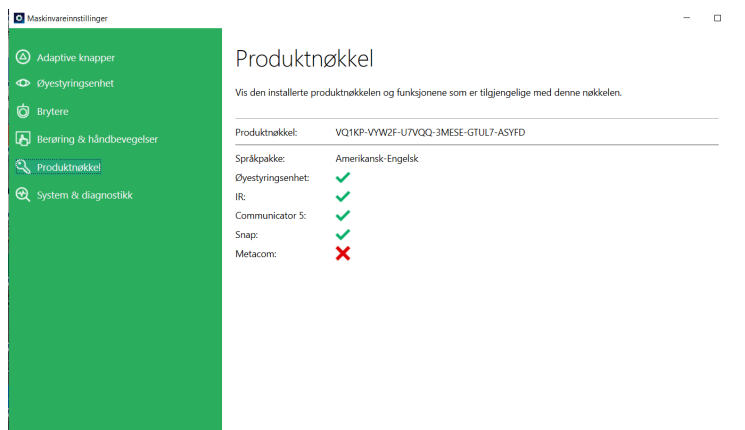 Maskinvareinnstillinger
Adaptive knapper
Øyestyringsenhet
Brytere
Berøring & håndbevegelser
Produktnøkkel
System & diagnostikk
Produktnøkkel
Vis den installerte produktnøkkelen og funksjonene som er tilgjengelige med denne nøkkelen.
Produktnøkkel: VQ1KP-VYW2F-U7VQQ-3MESE-GTUL7-ASYFD
Språkpakke: Amerikansk-Engelsk
Øyestyringsenhet:
IR:
Communicator 5:
Snap:
Metacom: